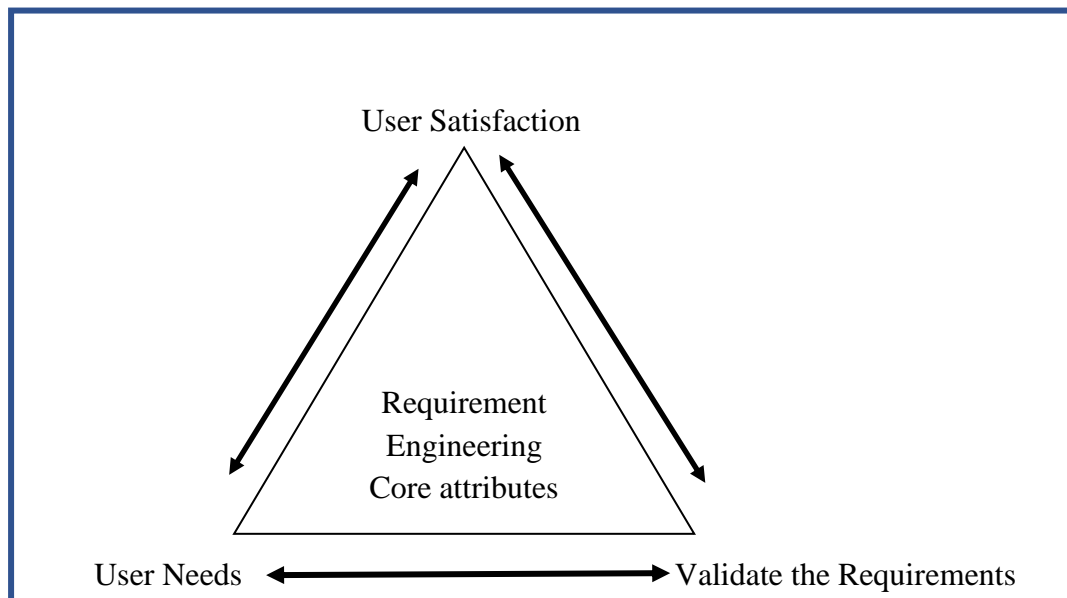 User Satisfaction
Requirement
Engineering
Core attributes
User Needs
Validate the Requirements